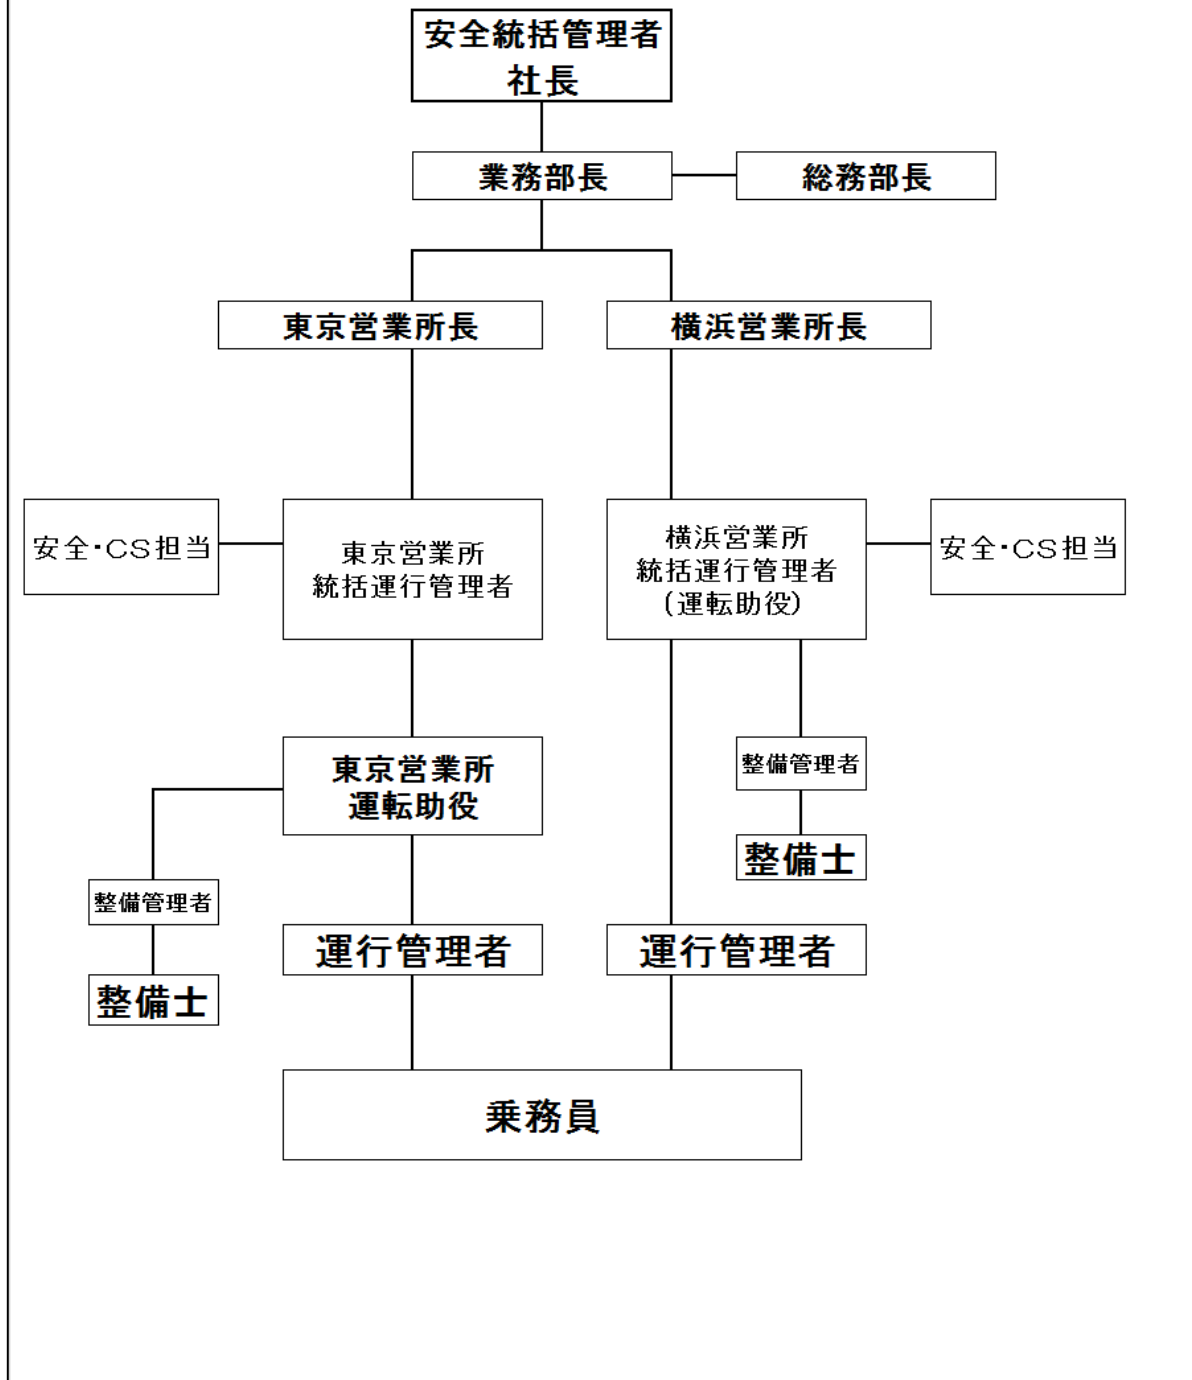 安全統括管理者
社長
業務部長
総務部長
東京営業所長
横浜営業所長
安全・CS担当
東京営業所
統括運行管理者
横浜営業所
統括運行管理者
(運転助役)
安全・CS担当
東京営業所
運転助役
整備管理者
整備士
整備管理者
運行管理者
運行管理者
整備士
乗務員